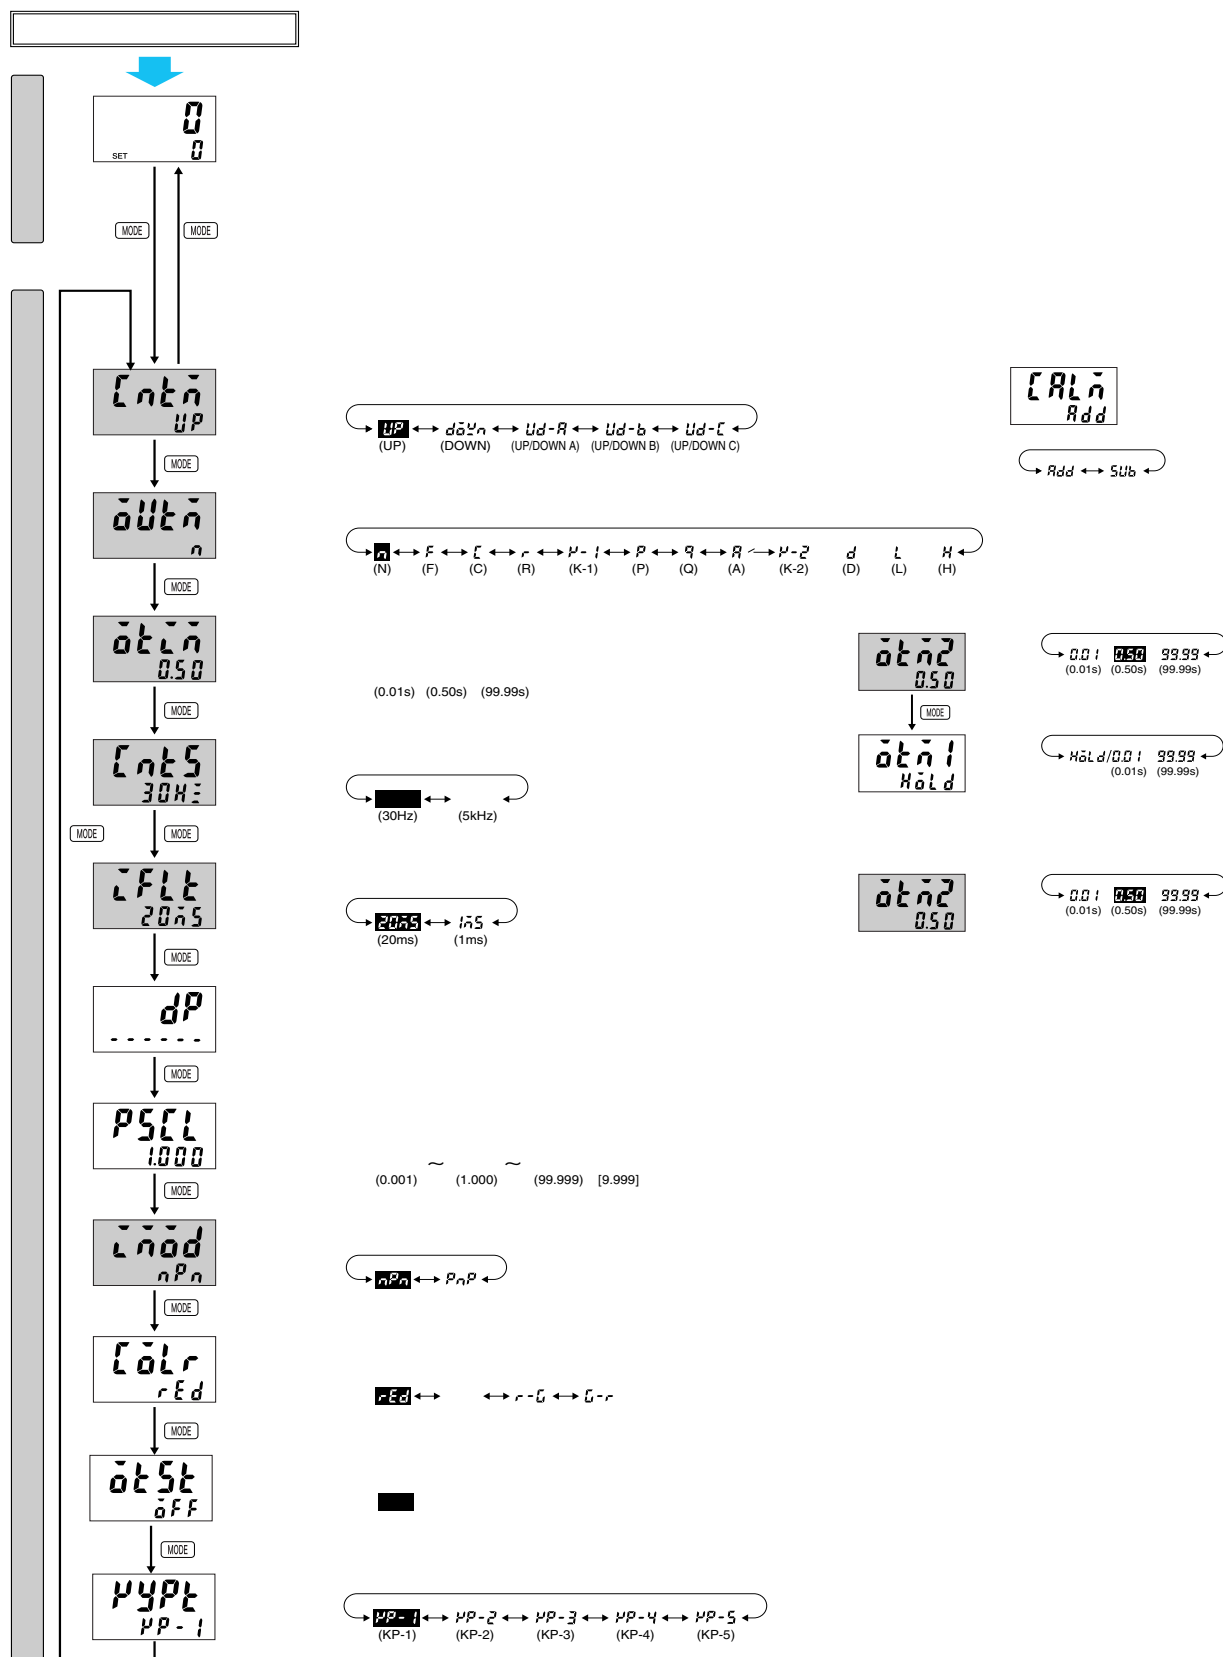 0
SET 0
MODE MODE
Cntm
UP
UP down Ud-A Ud-b Ud-C
(UP) (DOWN) (UP/DOWN A) (UP/DOWN B) (UP/DOWN C)
CALm
Add
Add SUb
MODE
oUtm
n
n F C r K-1 P q A K-2 d L H
(N) (F) (C) (R) (K-1) (P) (Q) (A) (K-2) (D) (L) (H)
MODE
otim
0.50
(0.01s) (0.50s) (99.99s)
otm2
0.50
0.01 0.50 99.99
(0.01s) (0.50s) (99.99s)
MODE
MODE
CntS
30Hz
(30Hz) (5kHz)
otm1
HoLd
HoLd/0.01 99.99
(0.01s) (99.99s)
MODE MODE
iFLt
20mS
20mS 1mS
(20ms) (1ms)
otm2
0.50
0.01 0.50 99.99
(0.01s) (0.50s) (99.99s)
MODE
dP
------
MODE
PSCL
1.000
(0.001) ~ (1.000) ~ (99.999) [9.999]
MODE
imod
nPn
nPn PnP
MODE
CoLr
rEd
rEd r-G G-r
MODE
otSt
oFF
MODE
KyPt
KP-1
KP-1 KP-2 KP-3 KP-4 KP-5
(KP-1) (KP-2) (KP-3) (KP-4) (KP-5)